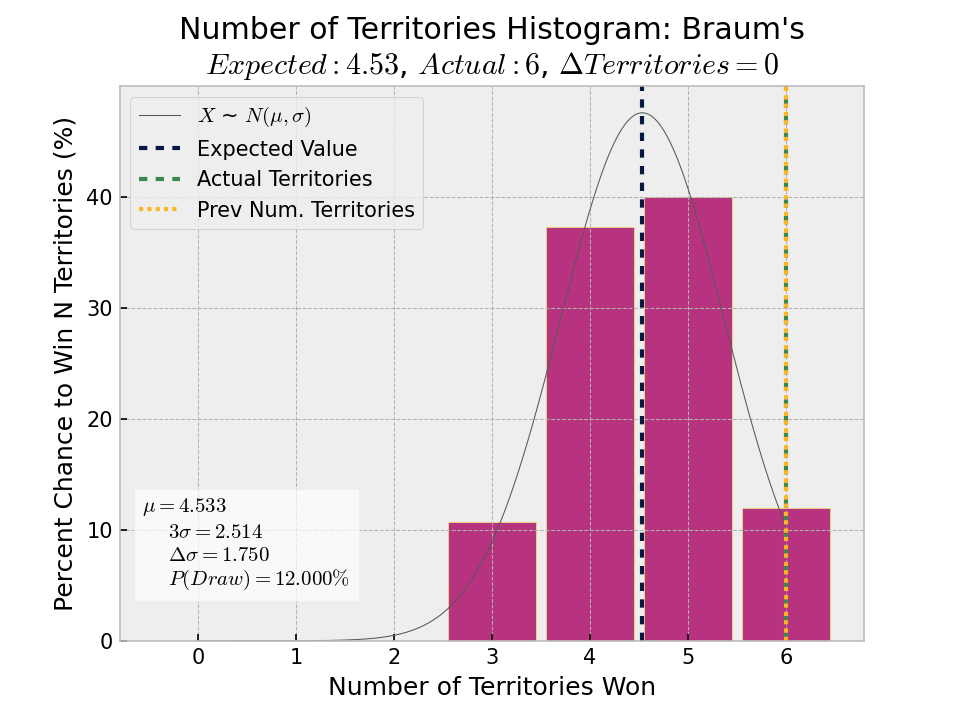 Number of Territories Histogram: Braum's
Expected : 4.53, Actual : 6, ΔTerritories = 0
X ∼ N(μ, σ)
Expected Value
Actual Territories
Prev Num. Territories
Percent Chance to Win N Territories (%)
40
30
20
10
0
μ = 4.533
3σ = 2.514
Δσ = 1.750
P(Draw) = 12.000%
0 1 2 3 4 5 6
Number of Territories Won